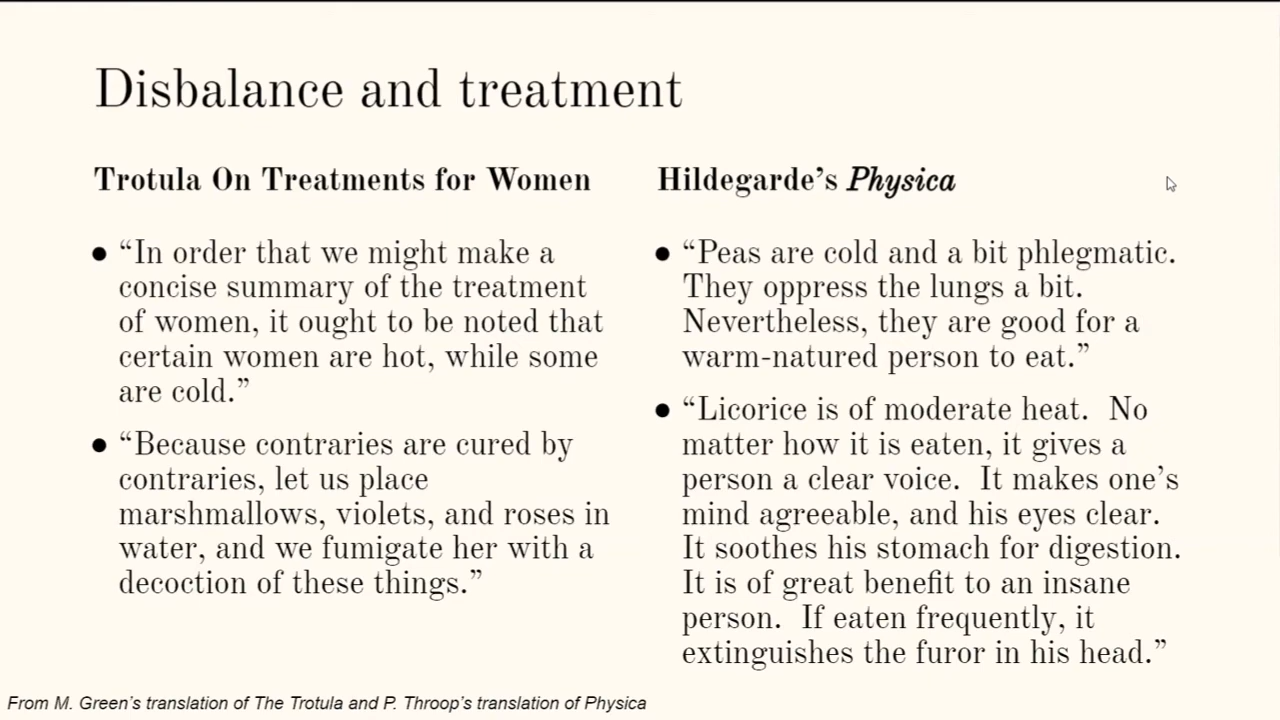 Disbalance and treatment
Trotula On Treatments for Women
● “In order that we might make a
concise summary of the treatment
of women, it ought to be noted that
certain women are hot, while some
are cold.”
● “Because contraries are cured by
contraries, let us place
marshmallows, violets, and roses in
water, and we fumigate her with a
decoction of these things.”
Hildegarde’s Physica
● “Peas are cold and a bit phlegmatic.
They oppress the lungs a bit.
Nevertheless, they are good for a
warm-natured person to eat.”
● “Licorice is of moderate heat.  No
matter how it is eaten, it gives a
person a clear voice.  It makes one’s
mind agreeable, and his eyes clear.
It soothes his stomach for digestion.
It is of great benefit to an insane
person.  If eaten frequently, it
extinguishes the furor in his head.”
From M. Green’s translation of The Trotula and P. Throop’s translation of Physica